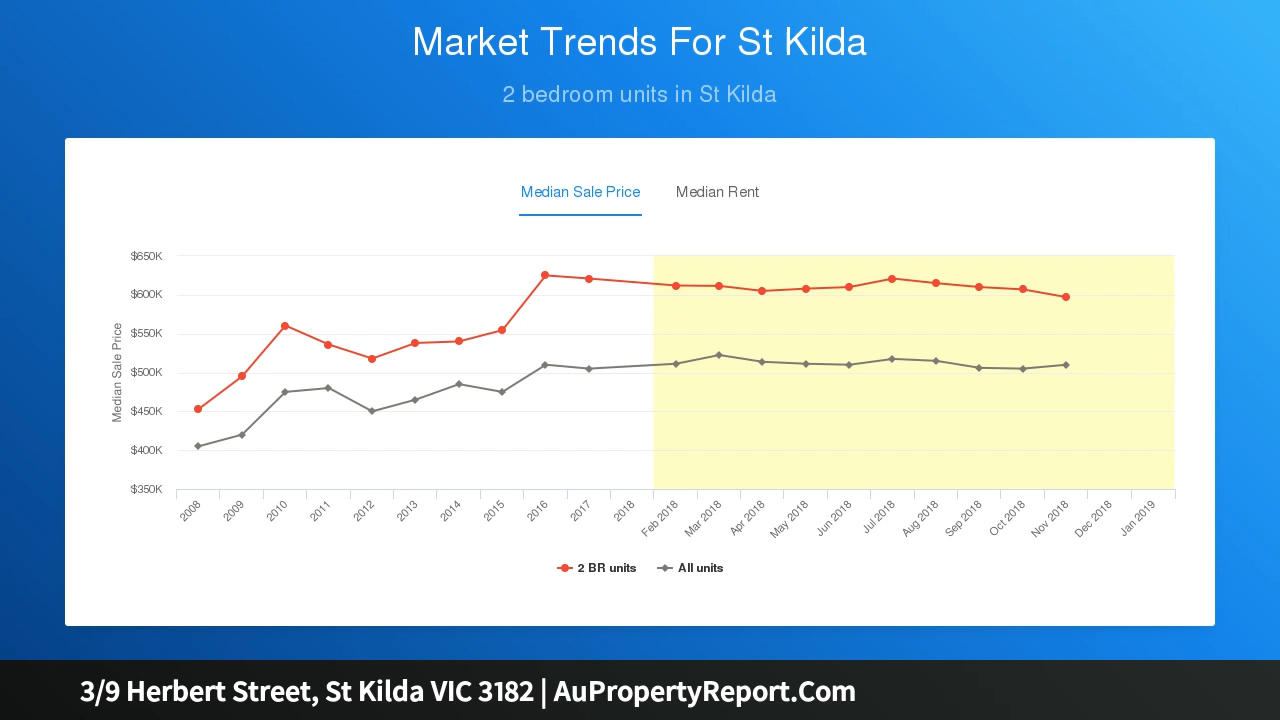 Market Trends For St Kilda
2 bedroom units in St Kilda
Median Sale Price
Median Rent
Median Sale Price
$650K
$600K
$550K
$500K
$450K
$400K
$350K
2008
2009
2010
2011
2012
2013
2014
2015
2016
2017
2018
Feb 2018
Mar 2018
Apr 2018
May 2018
Jun 2018
Jul 2018
Aug 2018
Sep 2018
Oct 2018
Nov 2018
Dec 2018
Jan 2019
2 BR units
All units
3/9 Herbert Street, St Kilda VIC 3182 | AuPropertyReport.Com